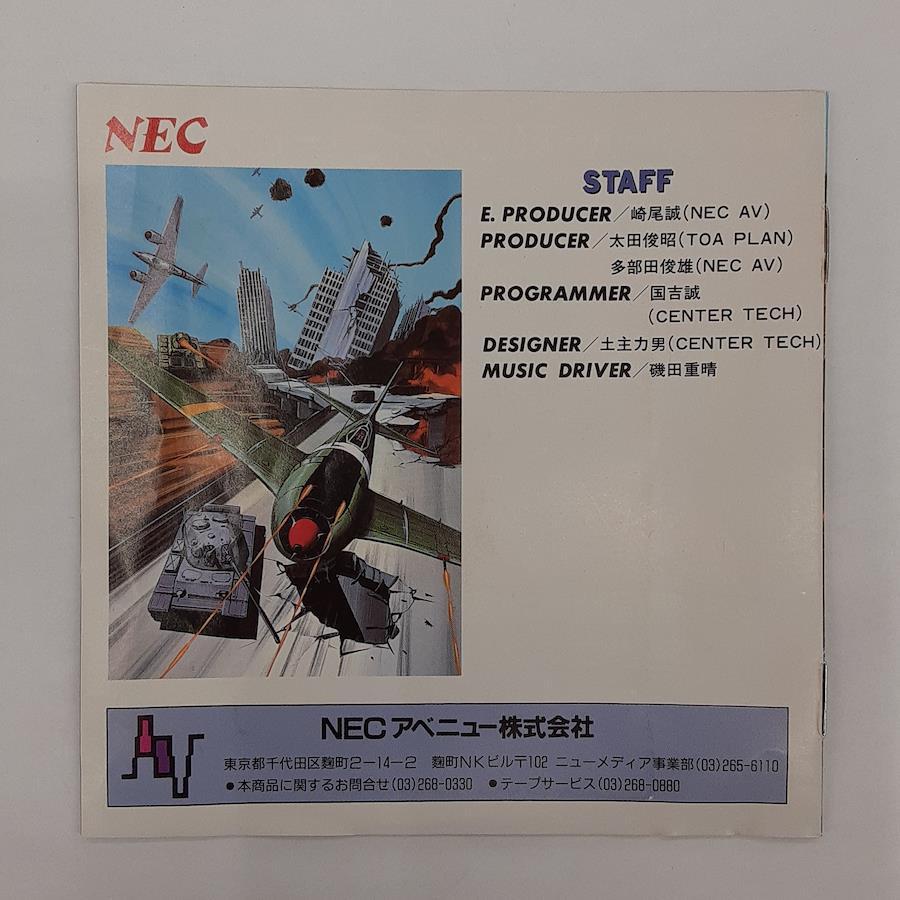 NEC
STAFF
E. PRODUCER/崎尾誠(NEC AV)
PRODUCER/太田俊昭(TOA PLAN)
多部田俊雄(NEC AV)
PROGRAMMER/国吉誠
(CENTER TECH)
DESIGNER/土主力男(CENTER TECH)
MUSIC DRIVER/磯田重晴
AV
NECアベニュー株式会社
東京都千代田区麴町2-14-2 麴町NKビル〒102 ニューメディア事業部(03)265-6110
●本商品に関するお問合せ(03)268-0330 ●テープサービス(03)268-0880